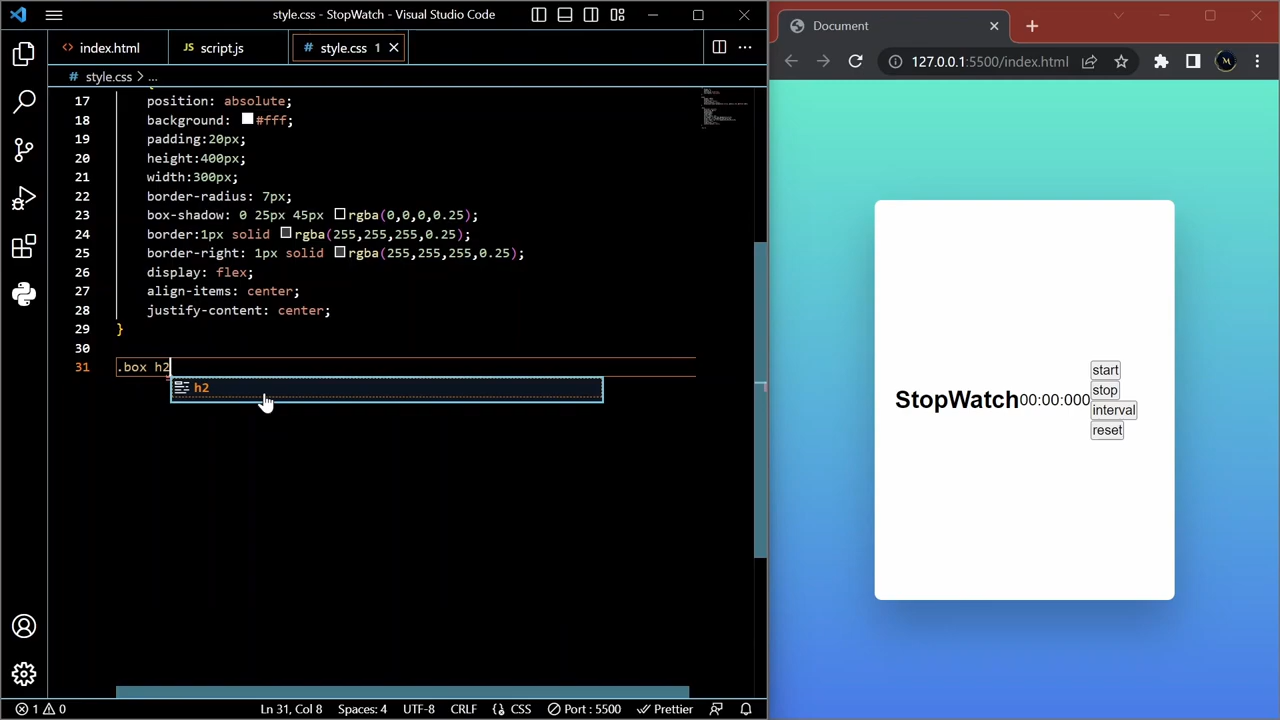 style.css - StopWatch - Visual Studio Code
index.html
JS script.js
# style.css 1
# style.css > ...
17 position: absolute;
18 background: #fff;
19 padding:20px;
20 height:400px;
21 width:300px;
22 border-radius: 7px;
23 box-shadow: 0 25px 45px rgba(0,0,0,0.25);
24 border:1px solid rgba(255,255,255,0.25);
25 border-right: 1px solid rgba(255,255,255,0.25);
26 display: flex;
27 align-items: center;
28 justify-content: center;
29 }
30
31 .box h2
h2
1 0
Ln 31, Col 8
Spaces: 4
UTF-8
CRLF
{} CSS
Port : 5500
Prettier
Document
127.0.0.1:5500/index.html
M
StopWatch
00:00:000
start
stop
interval
reset